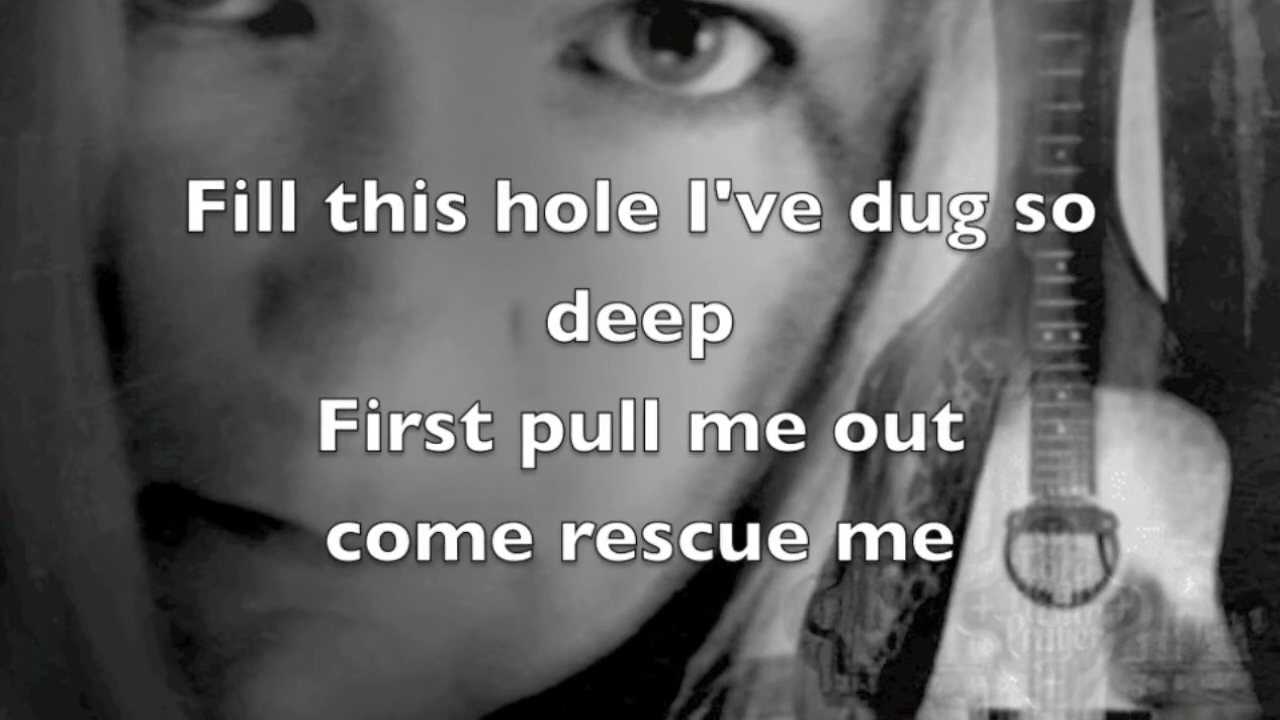 Fill this hole I've dug so
deep
First pull me out
come rescue me